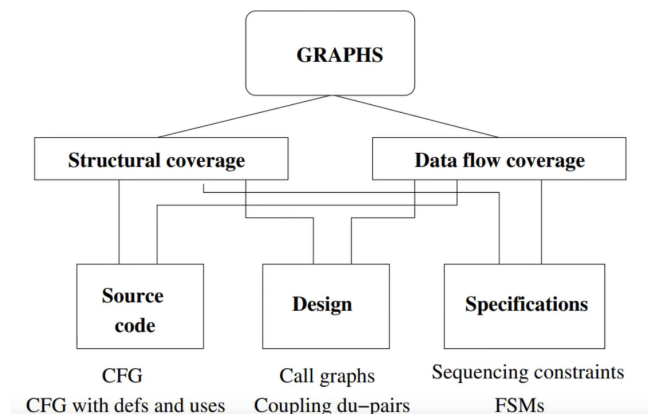 GRAPHS
Structural coverage
Data flow coverage
Source
code
Design
Specifications
CFG
CFG with defs and uses
Call graphs
Coupling du−pairs
Sequencing constraints
FSMs